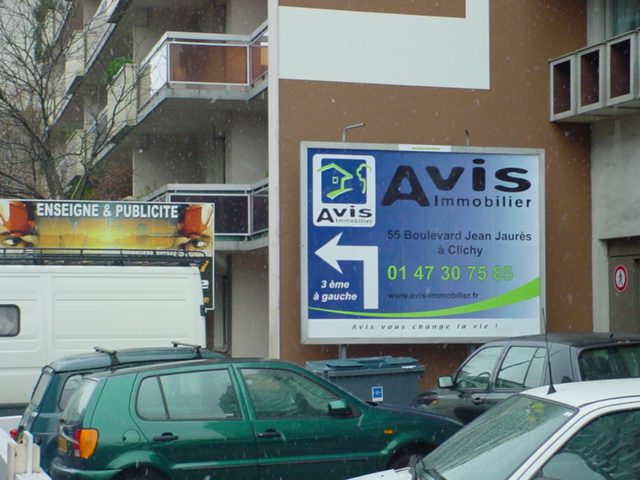 ENSEIGNE & PUBLICITE
AVIS
Immobilier
AVIS
Immobilier
55 Boulevard Jean Jaurès
à Clichy
01 47 30 75 85
3 ème
à gauche
www.avis-immobilier.fr
Avis vous change la vie !